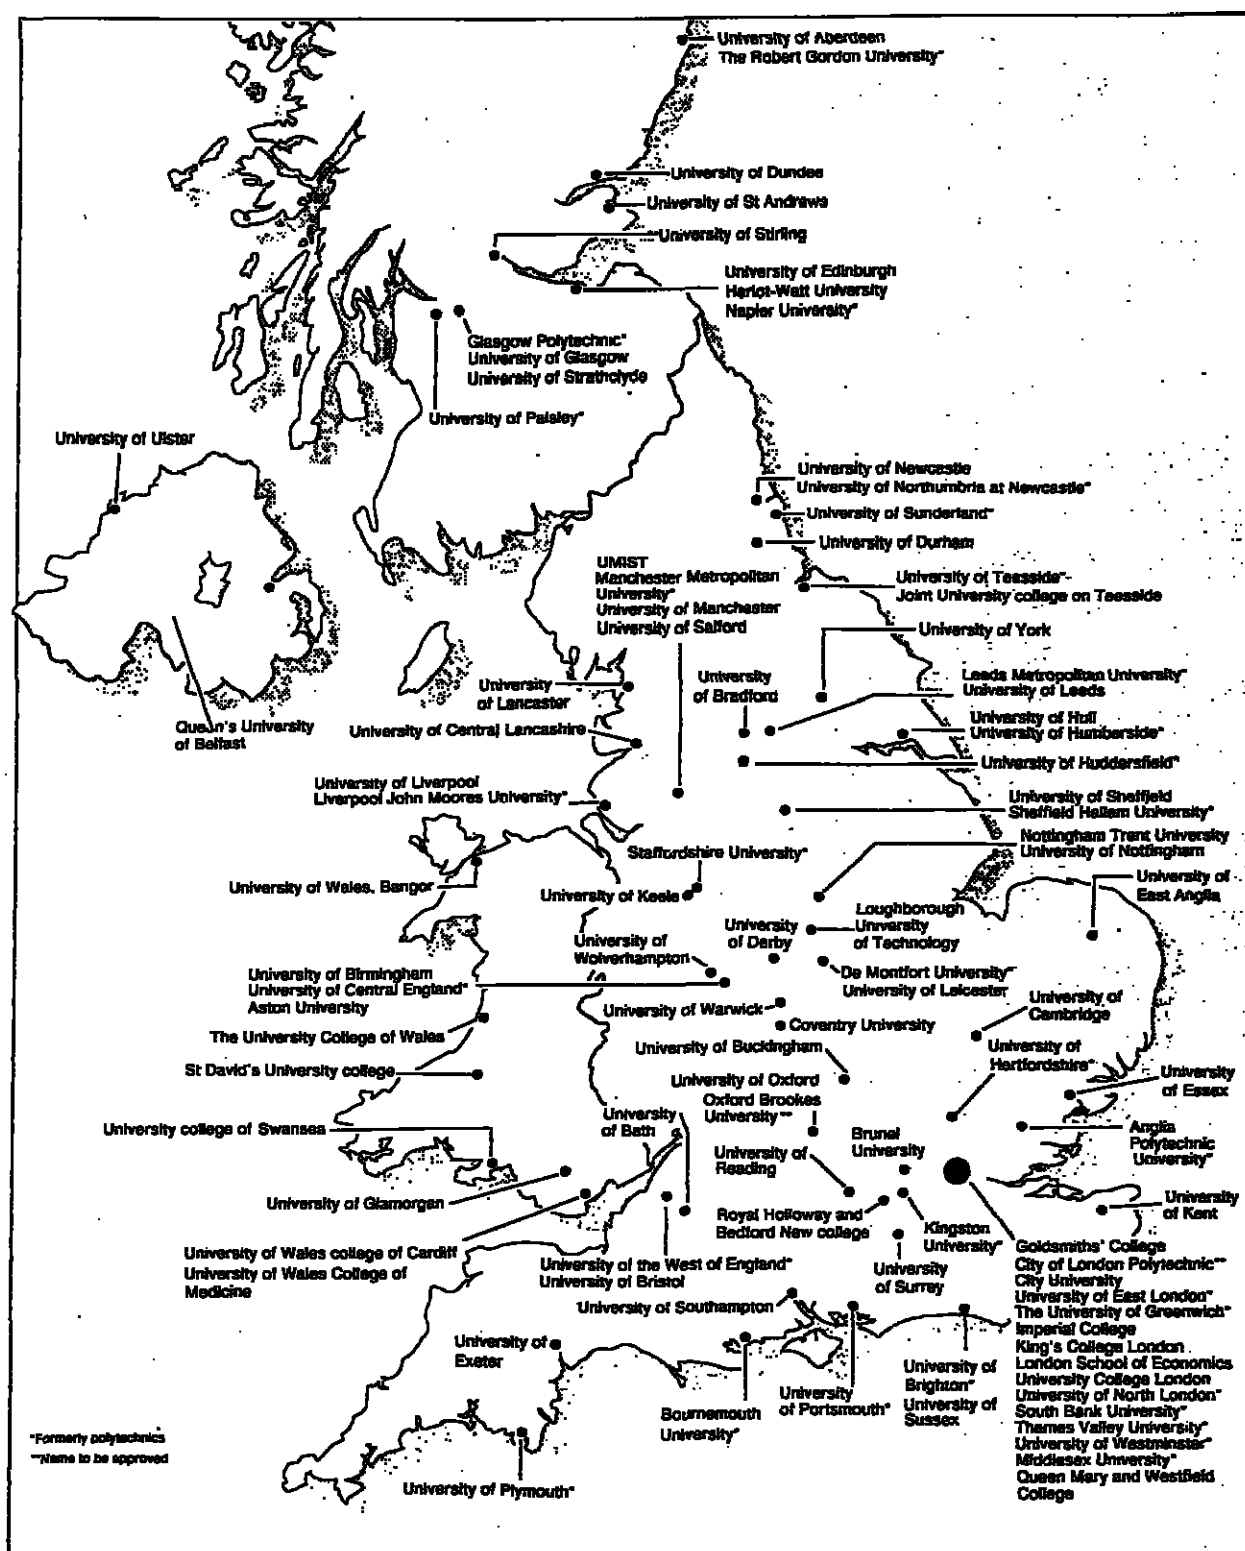 University of Aberdeen
The Robert Gordon University*
University of Dundee
University of St Andrews
University of Stirling
University of Edinburgh
Heriot-Watt University
Napier University*
Glasgow Polytechnic*
University of Glasgow
University of Strathclyde
University of Paisley*
University of Ulster
University of Newcastle
University of Northumbria at Newcastle*
University of Sunderland*
University of Durham
UMIST
Manchester Metropolitan
University*
University of Manchester
University of Salford
University of Teesside*-
Joint University college on Teesside
University of York
University
of Lancaster
University
of Bradford
Leeds Metropolitan University*
University of Leeds
Queen's University
of Belfast
University of Central Lancashire
University of Hull
University of Humberside*
University of Huddersfield*
University of Liverpool
Liverpool John Moores University*
University of Sheffield
Sheffield Hallam University*
Nottingham Trent University
University of Nottingham
Staffordshire University*
University of
East Anglia
University of Wales, Bangor
University of Keele
University
of Derby
Loughborough
University
of Technology
University of
Wolverhampton
University of Birmingham
University of Central England*
Aston University
De Montfort University*
University of Leicester
University of Warwick
University of
Cambridge
The University College of Wales
Coventry University
University of Buckingham
University of
Hertfordshire*
St David's University college
University of Oxford
Oxford Brookes
University**
University
of Essex
University college of Swansea
University
of Bath
Brunel
University
Anglia
Polytechnic
University*
University of
Reading
University of Glamorgan
University
of Kent
Royal Holloway and
Bedford New college
Kingston
University*
University of Wales college of Cardiff
University of Wales College of
Medicine
University of the West of England*
University of Bristol
University
of Surrey
University of Southampton
Goldsmiths' College
City of London Polytechnic**
City University
University of East London*
The University of Greenwich*
Imperial College
King's College London
London School of Economics
University College London
University of North London*
South Bank University*
Thames Valley University*
University of Westminster*
Middlesex University*
Queen Mary and Westfield
College
University of
Exeter
University of
Brighton*
University of
Sussex
University
of Portsmouth*
Bournemouth
University*
University of Plymouth*
*Formerly polytechnics
**Name to be approved